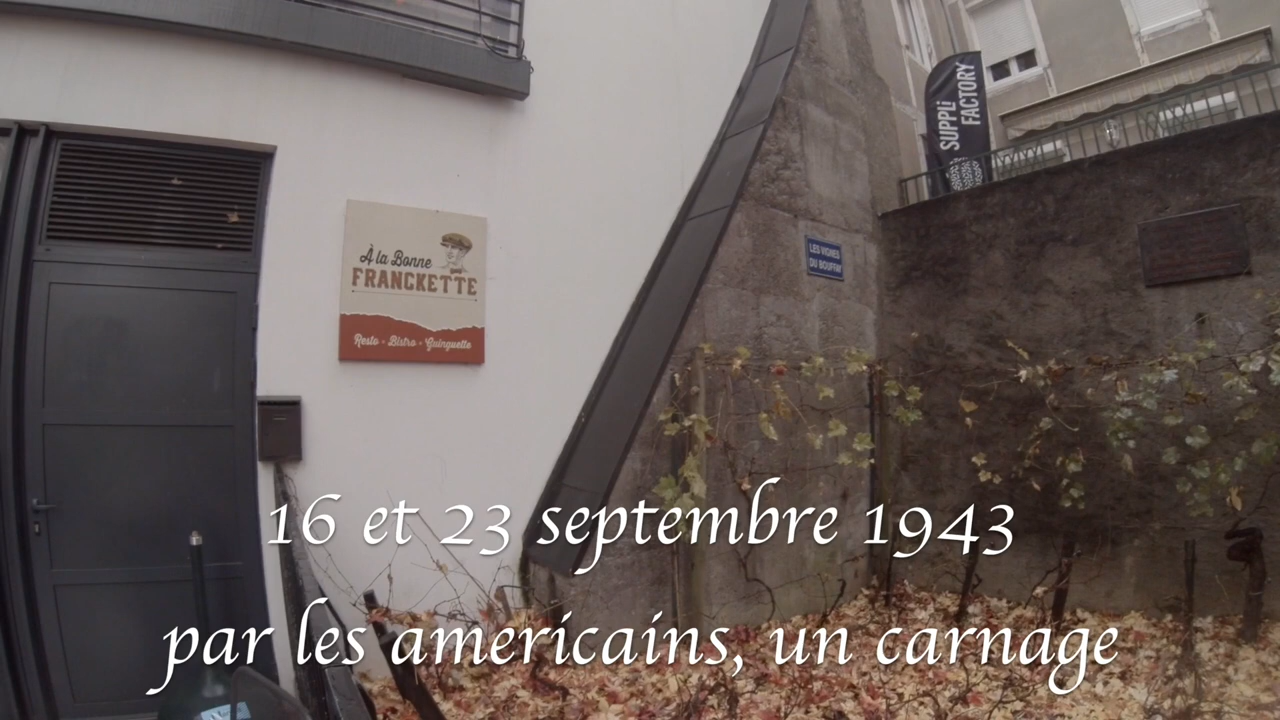 À la Bonne
FRANCKETTE
Resto • Bistro • Guinguette
LES VIGNES
DU BOUFFAY
SUPPLi
FACTORY
16 et 23 septembre 1943
par les americains, un carnage